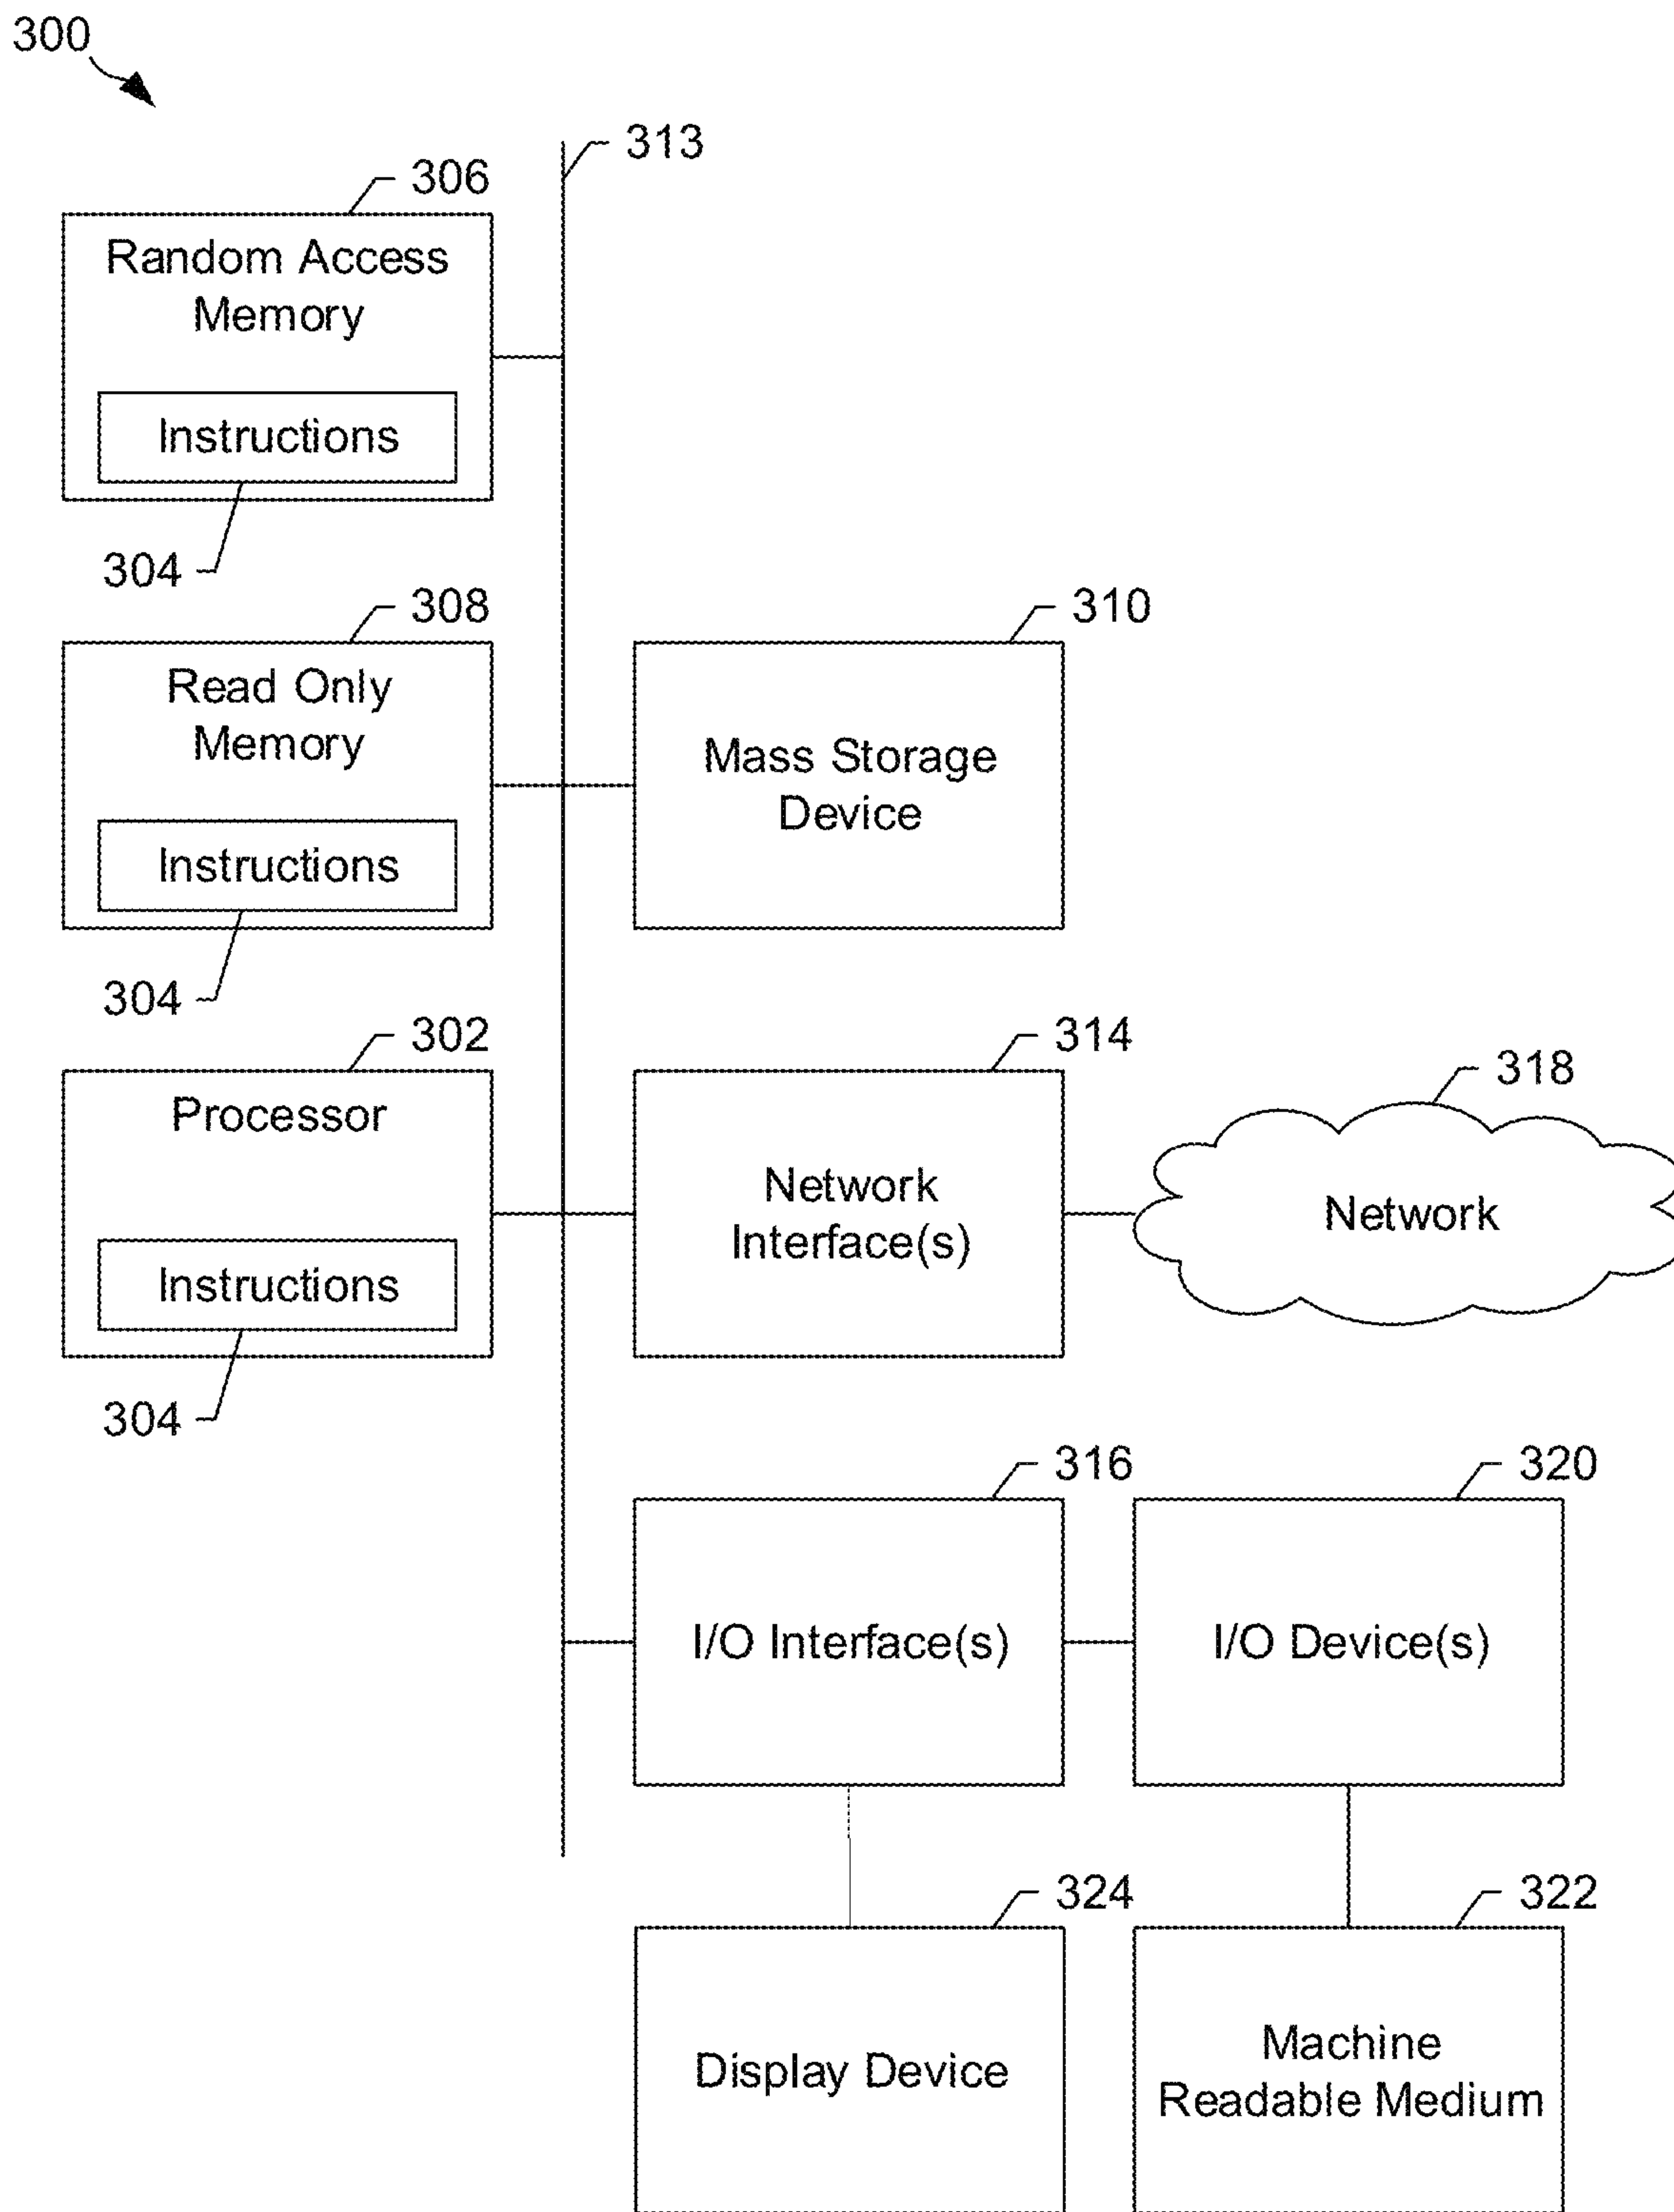 300
313
306
Random Access
Memory
Instructions
304
308
Read Only
Memory
Instructions
304
310
Mass Storage
Device
302
Processor
Instructions
304
314
Network
Interface(s)
318
Network
316
I/O Interface(s)
320
I/O Device(s)
324
Display Device
322
Machine
Readable Medium